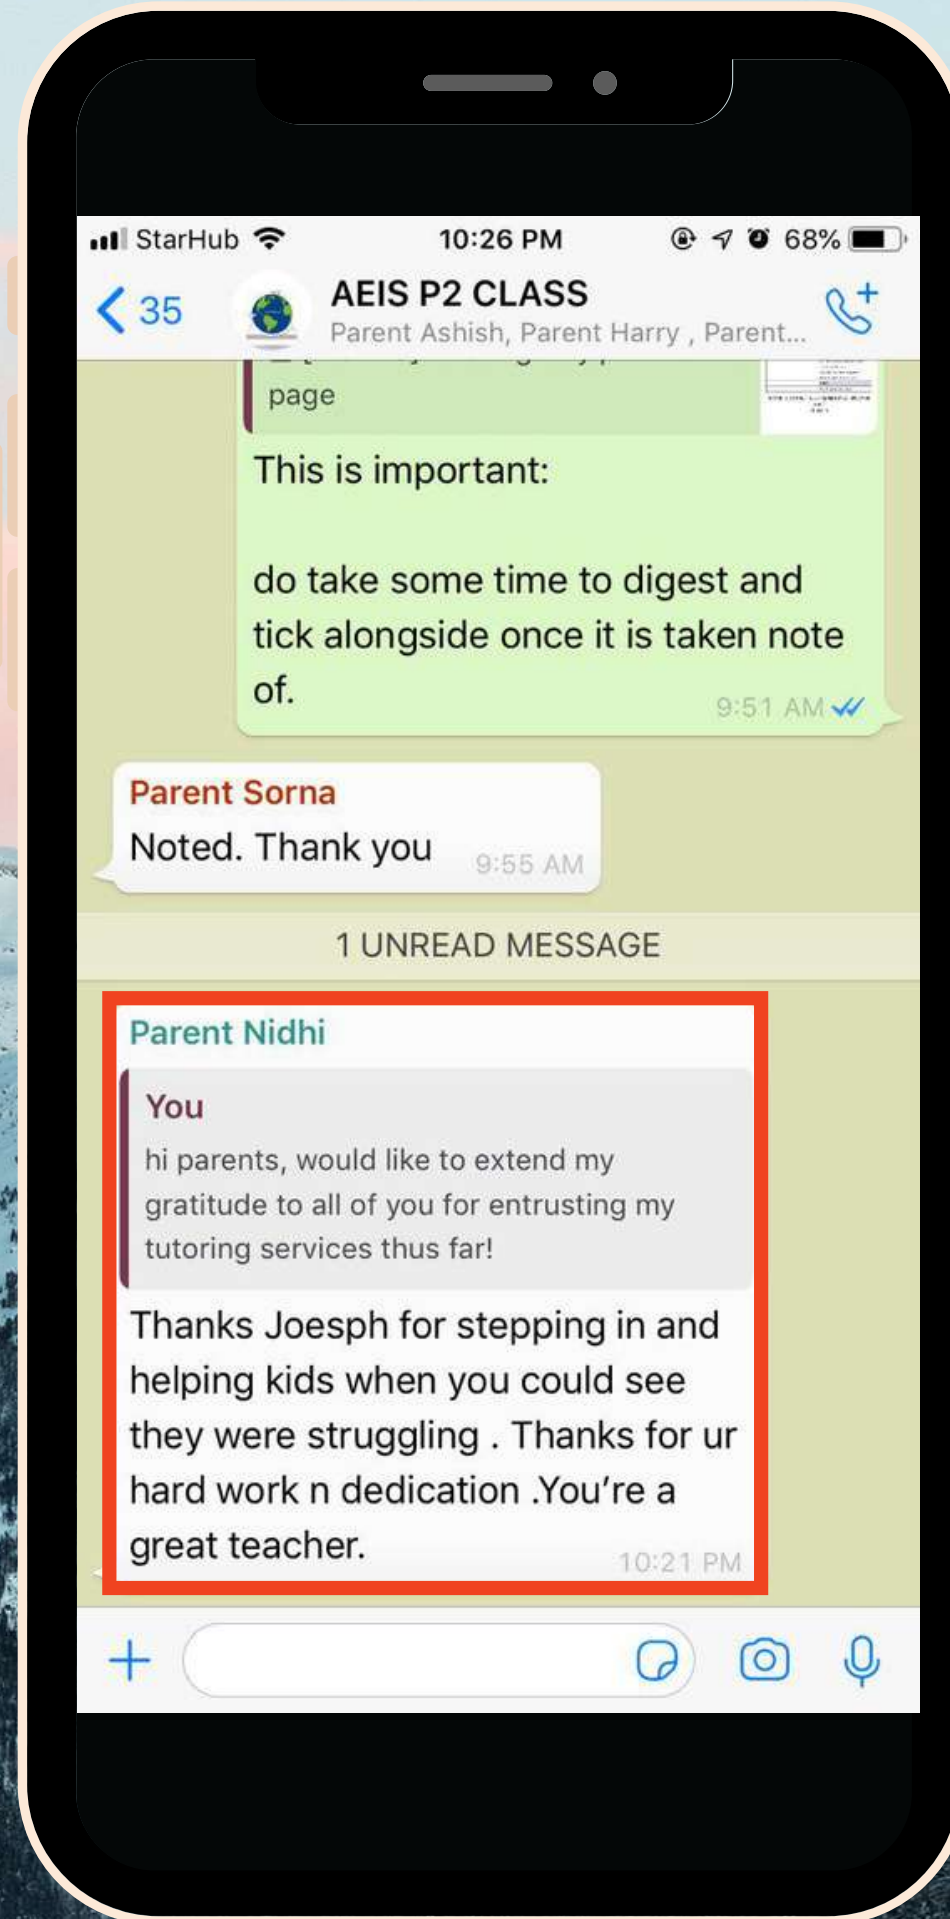 StarHub 10:26 PM 68%
35 AEIS P2 CLASS
Parent Ashish, Parent Harry , Parent...
page
This is important:
do take some time to digest and
tick alongside once it is taken note
of.
9:51 AM
Parent Sorna
Noted. Thank you
9:55 AM
1 UNREAD MESSAGE
Parent Nidhi
You
hi parents, would like to extend my
gratitude to all of you for entrusting my
tutoring services thus far!
Thanks Joesph for stepping in and
helping kids when you could see
they were struggling . Thanks for ur
hard work n dedication .You’re a
great teacher.
10:21 PM